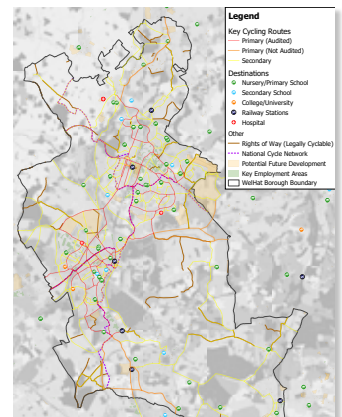 Legend
Key Cycling Routes
Primary (Audited)
Primary (Not Audited)
Secondary
Destinations
Nursery/Primary School
Secondary School
College/University
Railway Stations
Hospital
Other
Rights of Way (Legally Cyclable)
National Cycle Network
Potential Future Development
Key Employment Areas
WelHat Borough Boundary